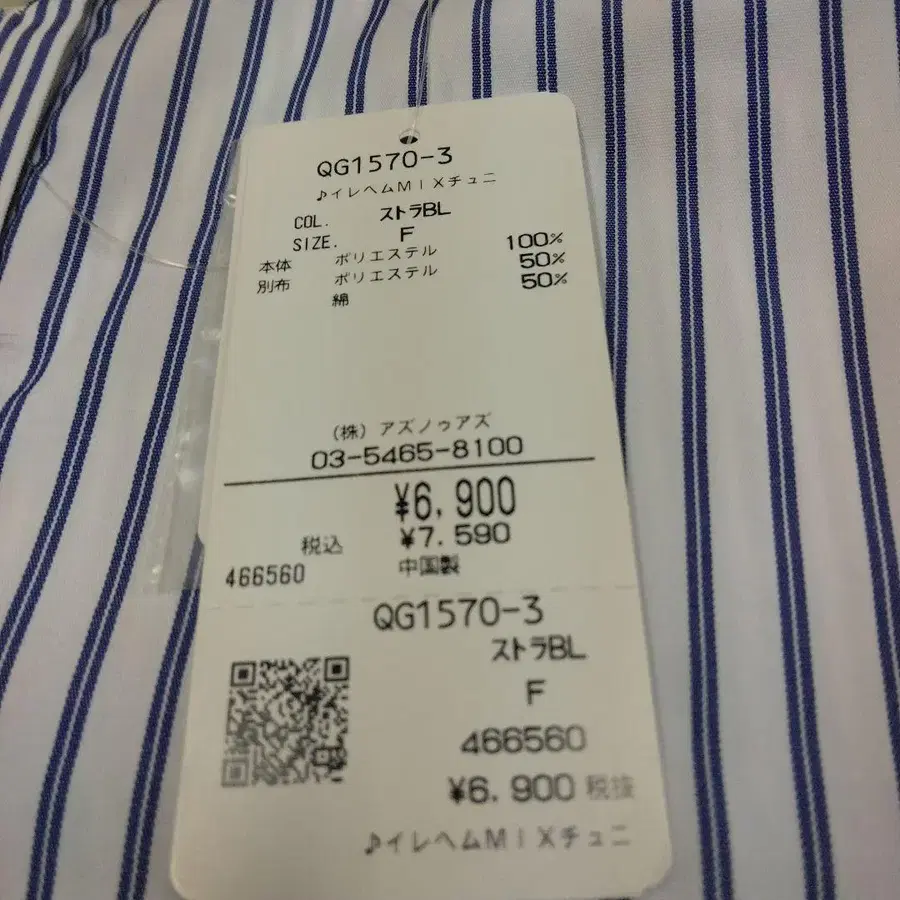 QG1570-3
♪イレヘムMIXチュニ
COL. ストラBL
SIZE. F
本体 ポリエステル 100%
別布 ポリエステル 50%
綿 50%
(株) アズノゥアズ
03-5465-8100
¥6,900
税込 ¥7.590
466560 中国製
QG1570-3
ストラBL
F
466560
¥6.900 税抜
♪イレヘムMIXチュニ